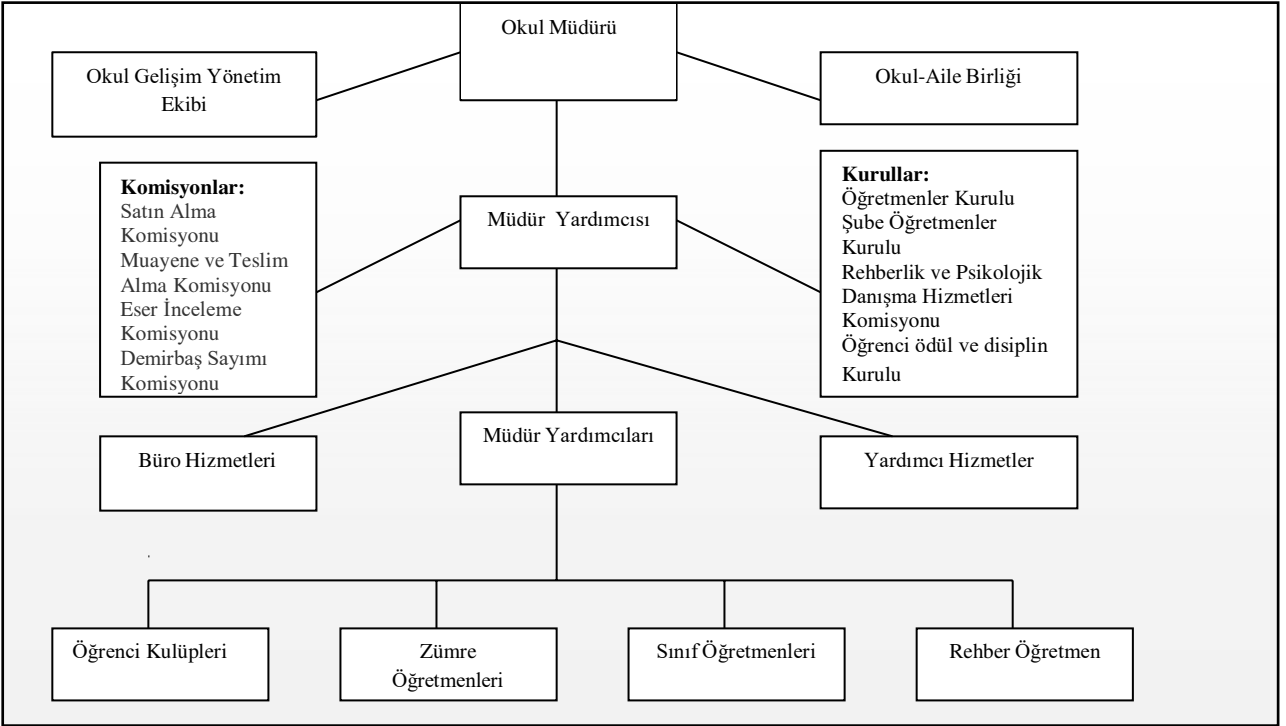 Okul Müdürü
Okul Gelişim Yönetim
Ekibi
Okul-Aile Birliği
Komisyonlar:
Satın Alma
Komisyonu
Muayene ve Teslim
Alma Komisyonu
Eser İnceleme
Komisyonu
Demirbaş Sayımı
Komisyonu
Müdür Yardımcısı
Kurullar:
Öğretmenler Kurulu
Şube Öğretmenler
Kurulu
Rehberlik ve Psikolojik
Danışma Hizmetleri
Komisyonu
Öğrenci ödül ve disiplin
Kurulu
Büro Hizmetleri
Müdür Yardımcıları
Yardımcı Hizmetler
Öğrenci Kulüpleri
Zümre
Öğretmenleri
Sınıf Öğretmenleri
Rehber Öğretmen